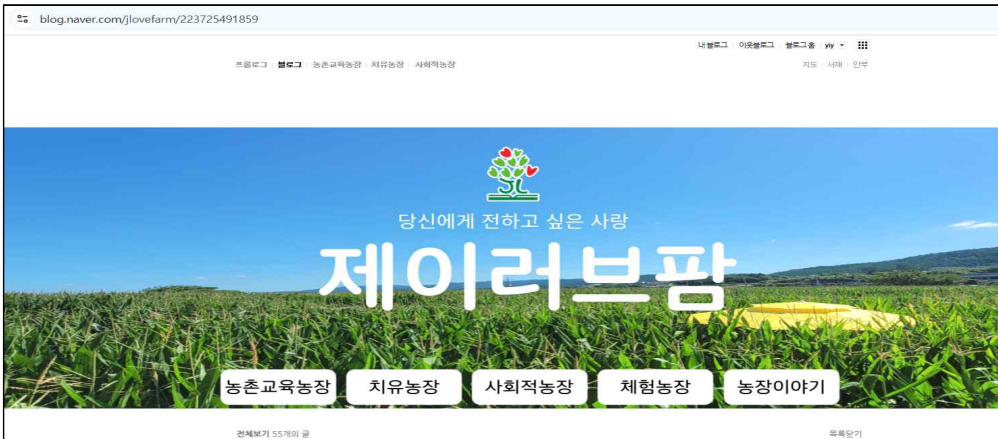 blog.naver.com/jlovefarm/223725491859
내 블로그 | 이웃블로그 | 블로그 홈 | yiy
프롤로그 | 블로그 | 농촌교육농장 | 치유농장 | 사회적농장
지도 | 서재 | 안부
JL
당신에게 전하고 싶은 사랑
제이러브팜
농촌교육농장 치유농장 사회적농장 체험농장 농장이야기
전체보기 55개의 글 목록닫기